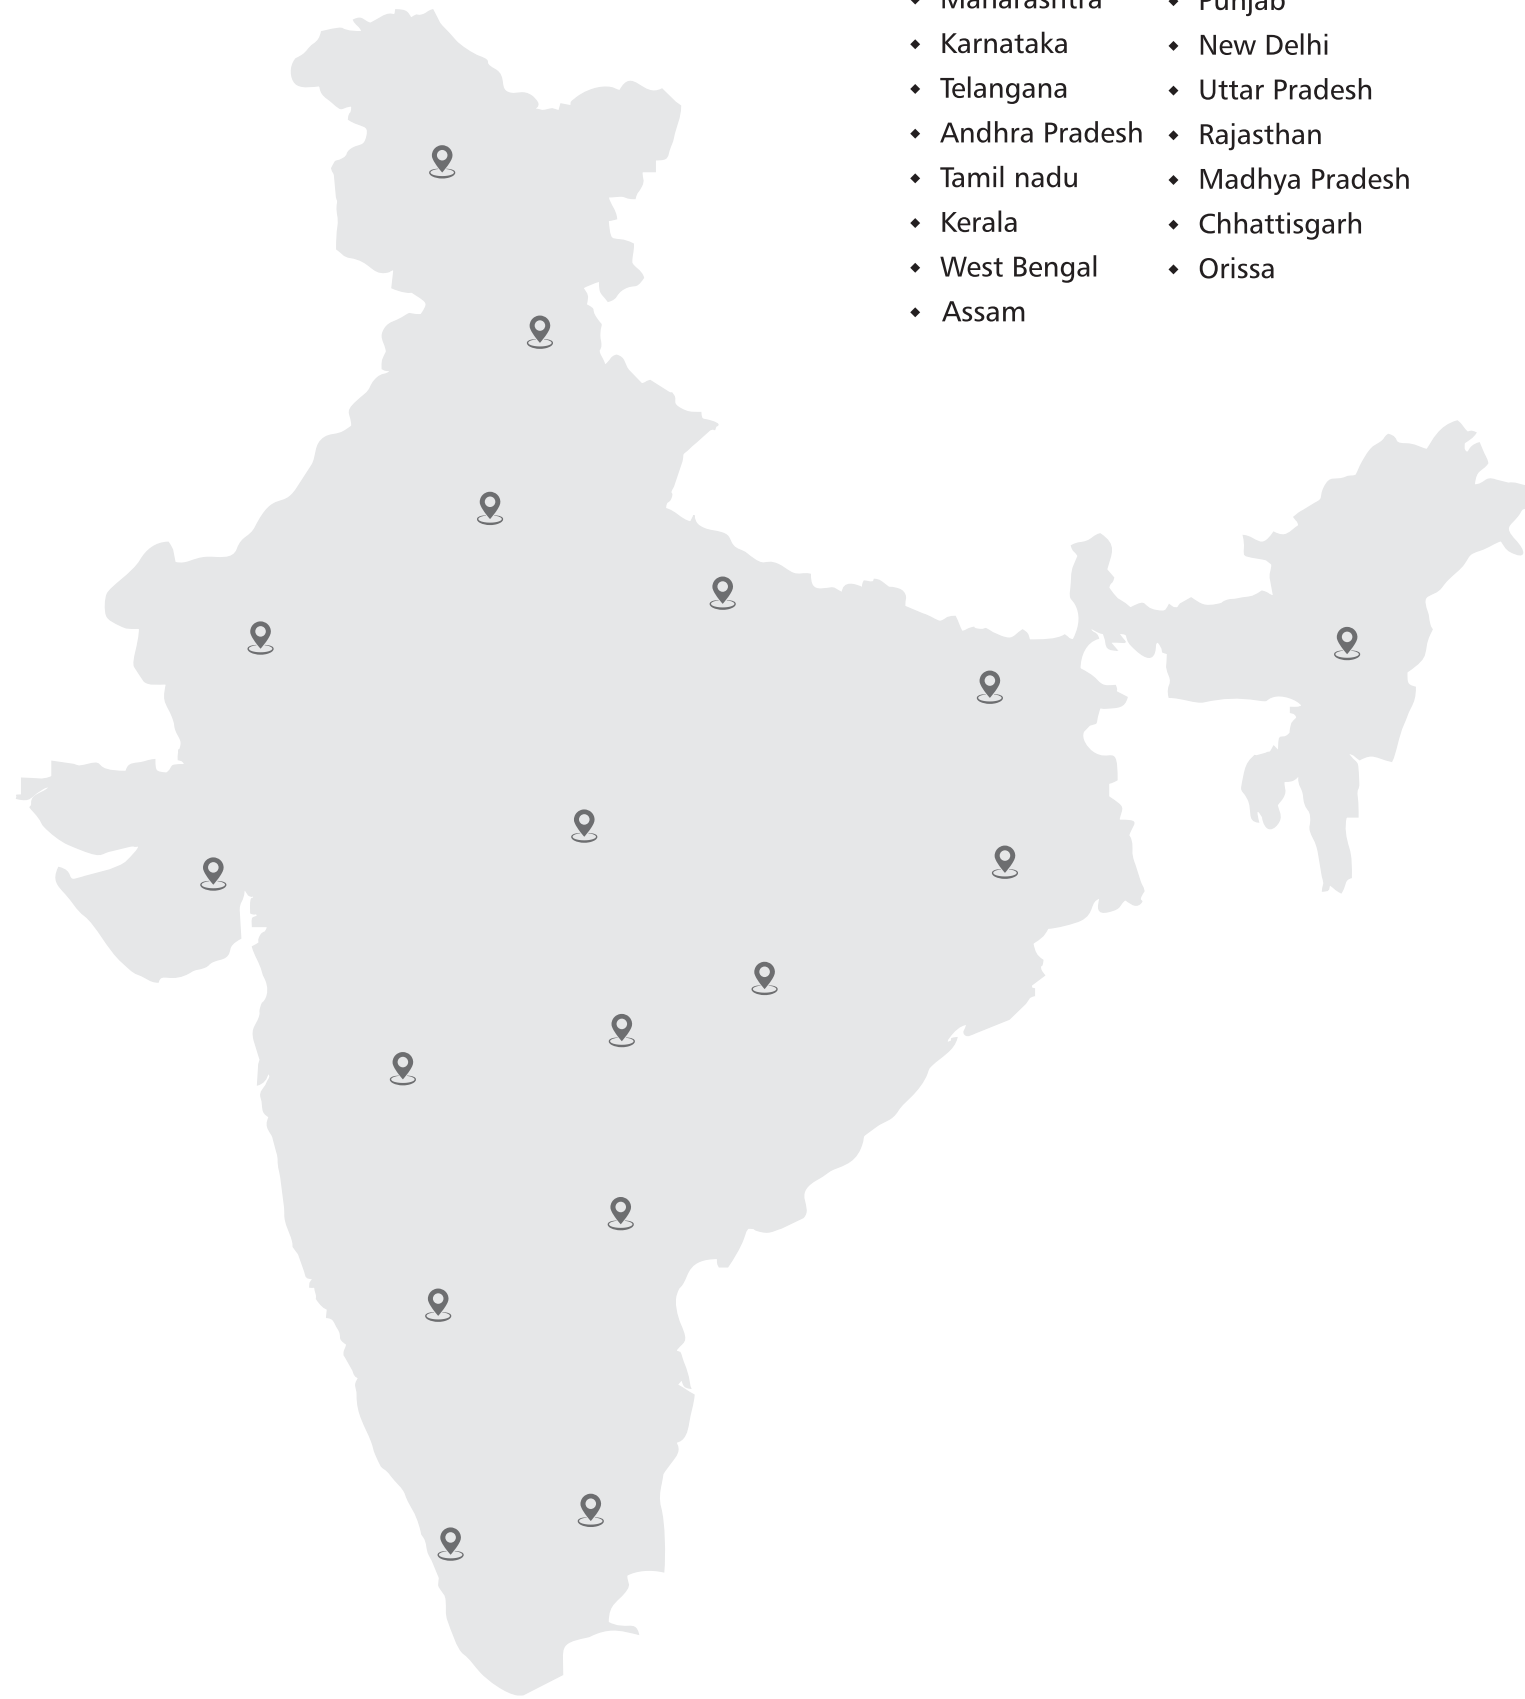 Maharashtra
Karnataka
Telangana
Andhra Pradesh
Tamil nadu
Kerala
West Bengal
Assam
Punjab
New Delhi
Uttar Pradesh
Rajasthan
Madhya Pradesh
Chhattisgarh
Orissa